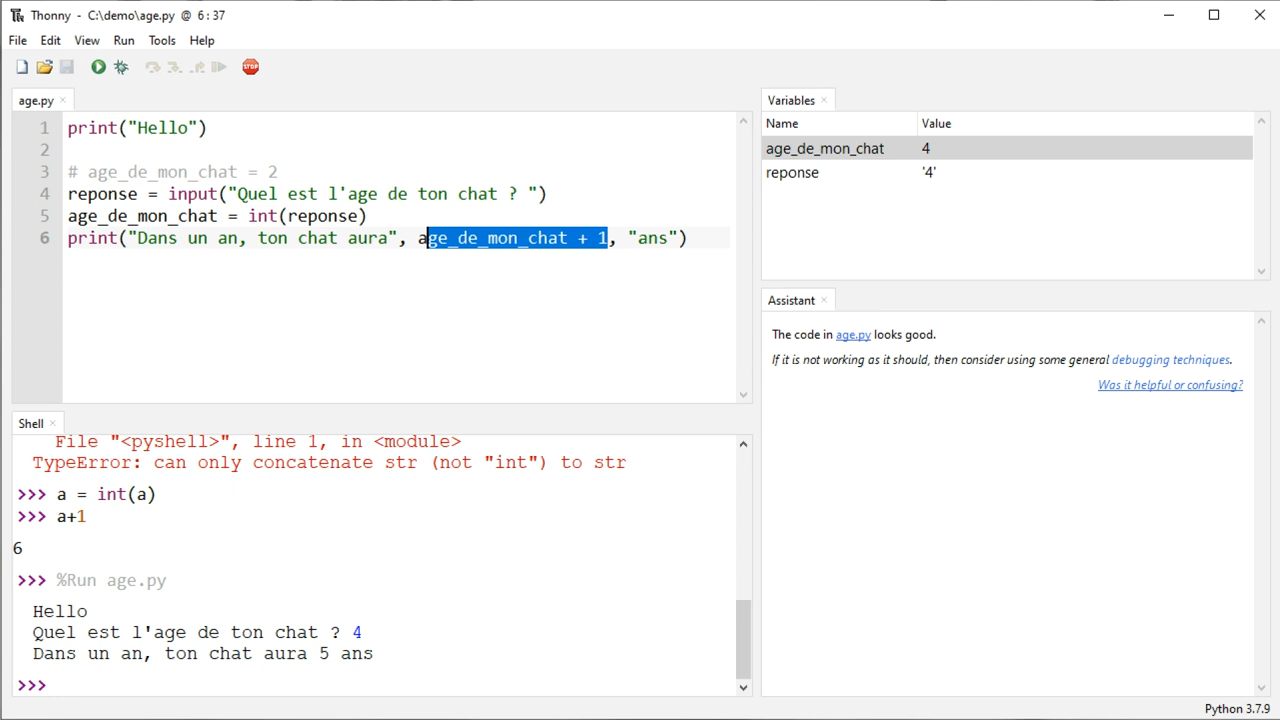 Thonny - C:\demo\age.py @ 6:37
File Edit View Run Tools Help
STOP
age.py
1 print("Hello")
2
3 # age_de_mon_chat = 2
4 reponse = input("Quel est l'age de ton chat ? ")
5 age_de_mon_chat = int(reponse)
6 print("Dans un an, ton chat aura", age_de_mon_chat + 1, "ans")
Shell
File "<pyshell>", line 1, in <module>
TypeError: can only concatenate str (not "int") to str
>>> a = int(a)
>>> a+1
6
>>> %Run age.py
Hello
Quel est l'age de ton chat ? 4
Dans un an, ton chat aura 5 ans
>>>
Variables
Name Value
age_de_mon_chat 4
reponse '4'
Assistant
The code in age.py looks good.
If it is not working as it should, then consider using some general debugging techniques.
Was it helpful or confusing?
Python 3.7.9